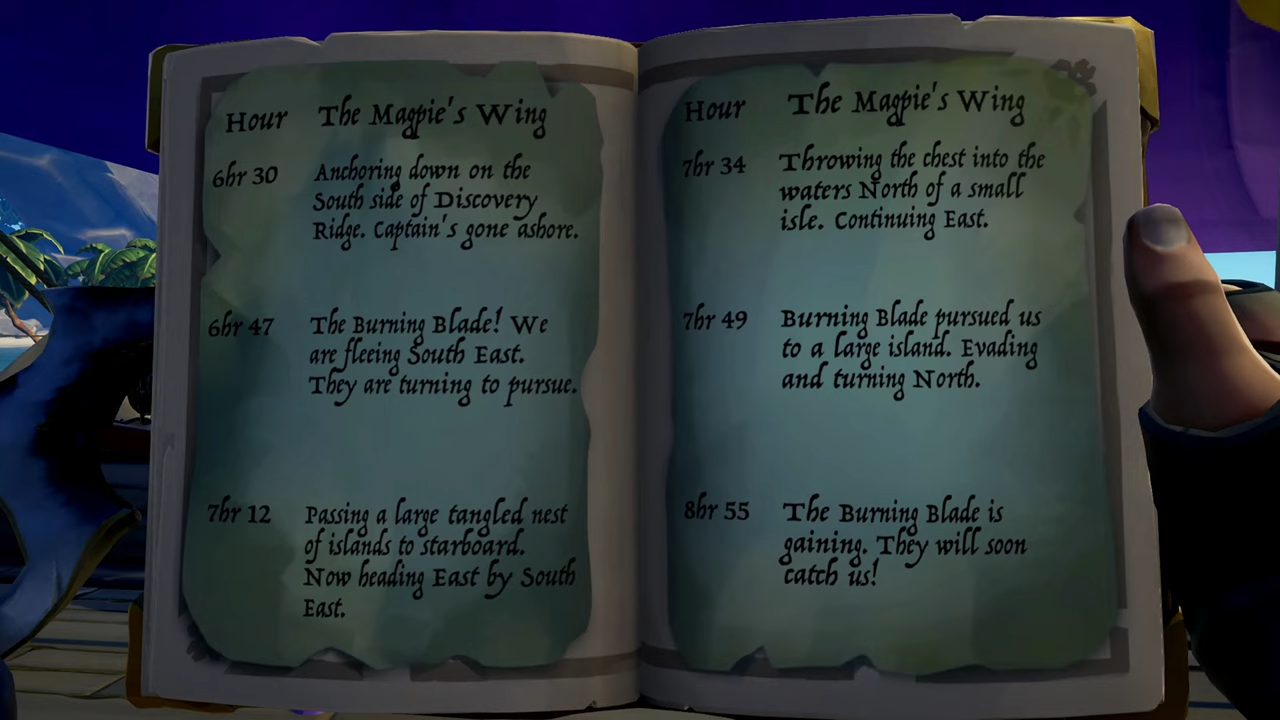 Hour The Magpie's Wing
6hr 30 Anchoring down on the
South side of Discovery
Ridge. Captain's gone ashore.
6hr 47 The Burning Blade! We
are fleeing South East.
They are turning to pursue.
7hr 12 Passing a large tangled nest
of islands to starboard.
Now heading East by South
East.
Hour The Magpie's Wing
7hr 34 Throwing the chest into the
waters North of a small
isle. Continuing East.
7hr 49 Burning Blade pursued us
to a large island. Evading
and turning North.
8hr 55 The Burning Blade is
gaining. They will soon
catch us!